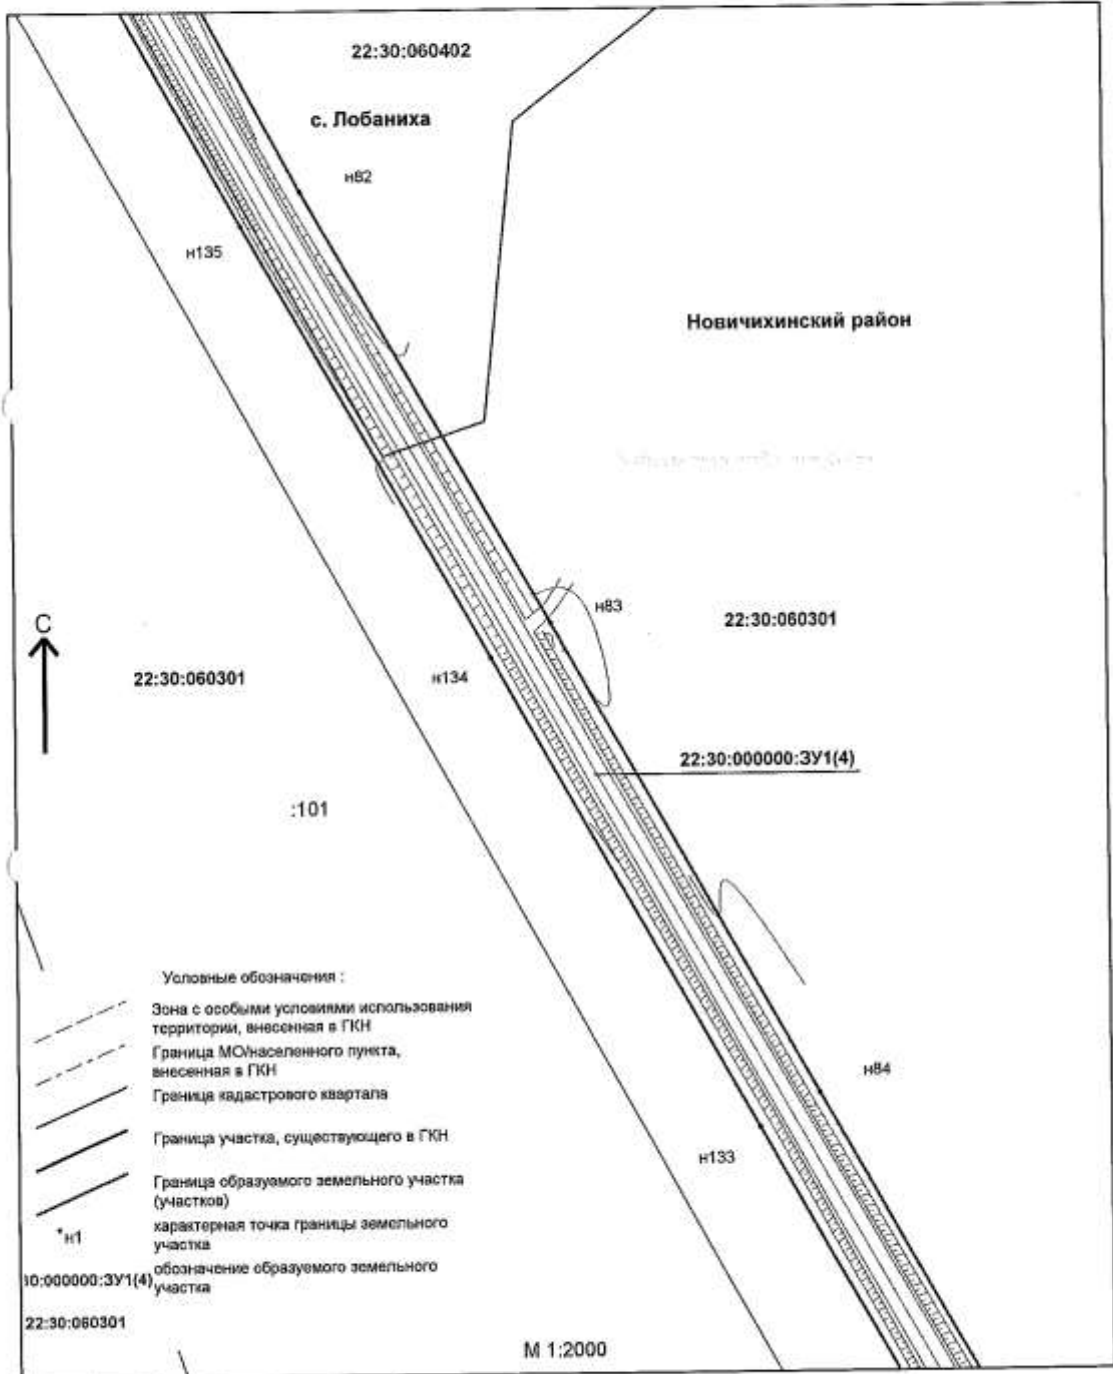 22:30:060402
с. Лобаниха
н82
н135
Новичихинский район
н83
22:30:060301
С
22:30:060301
н134
22:30:000000:ЗУ1(4)
:101
н84
н133
Условные обозначения :
Зона с особыми условиями использования
территории, внесенная в ГКН
Граница МО/населенного пункта,
внесенная в ГКН
Граница кадастрового квартала
Граница участка, существующего в ГКН
Граница образуемого земельного участка
(участков)
*н1
характерная точка границы земельного
участка
30:000000:ЗУ1(4)
обозначение образуемого земельного
участка
22:30:060301
М 1:2000